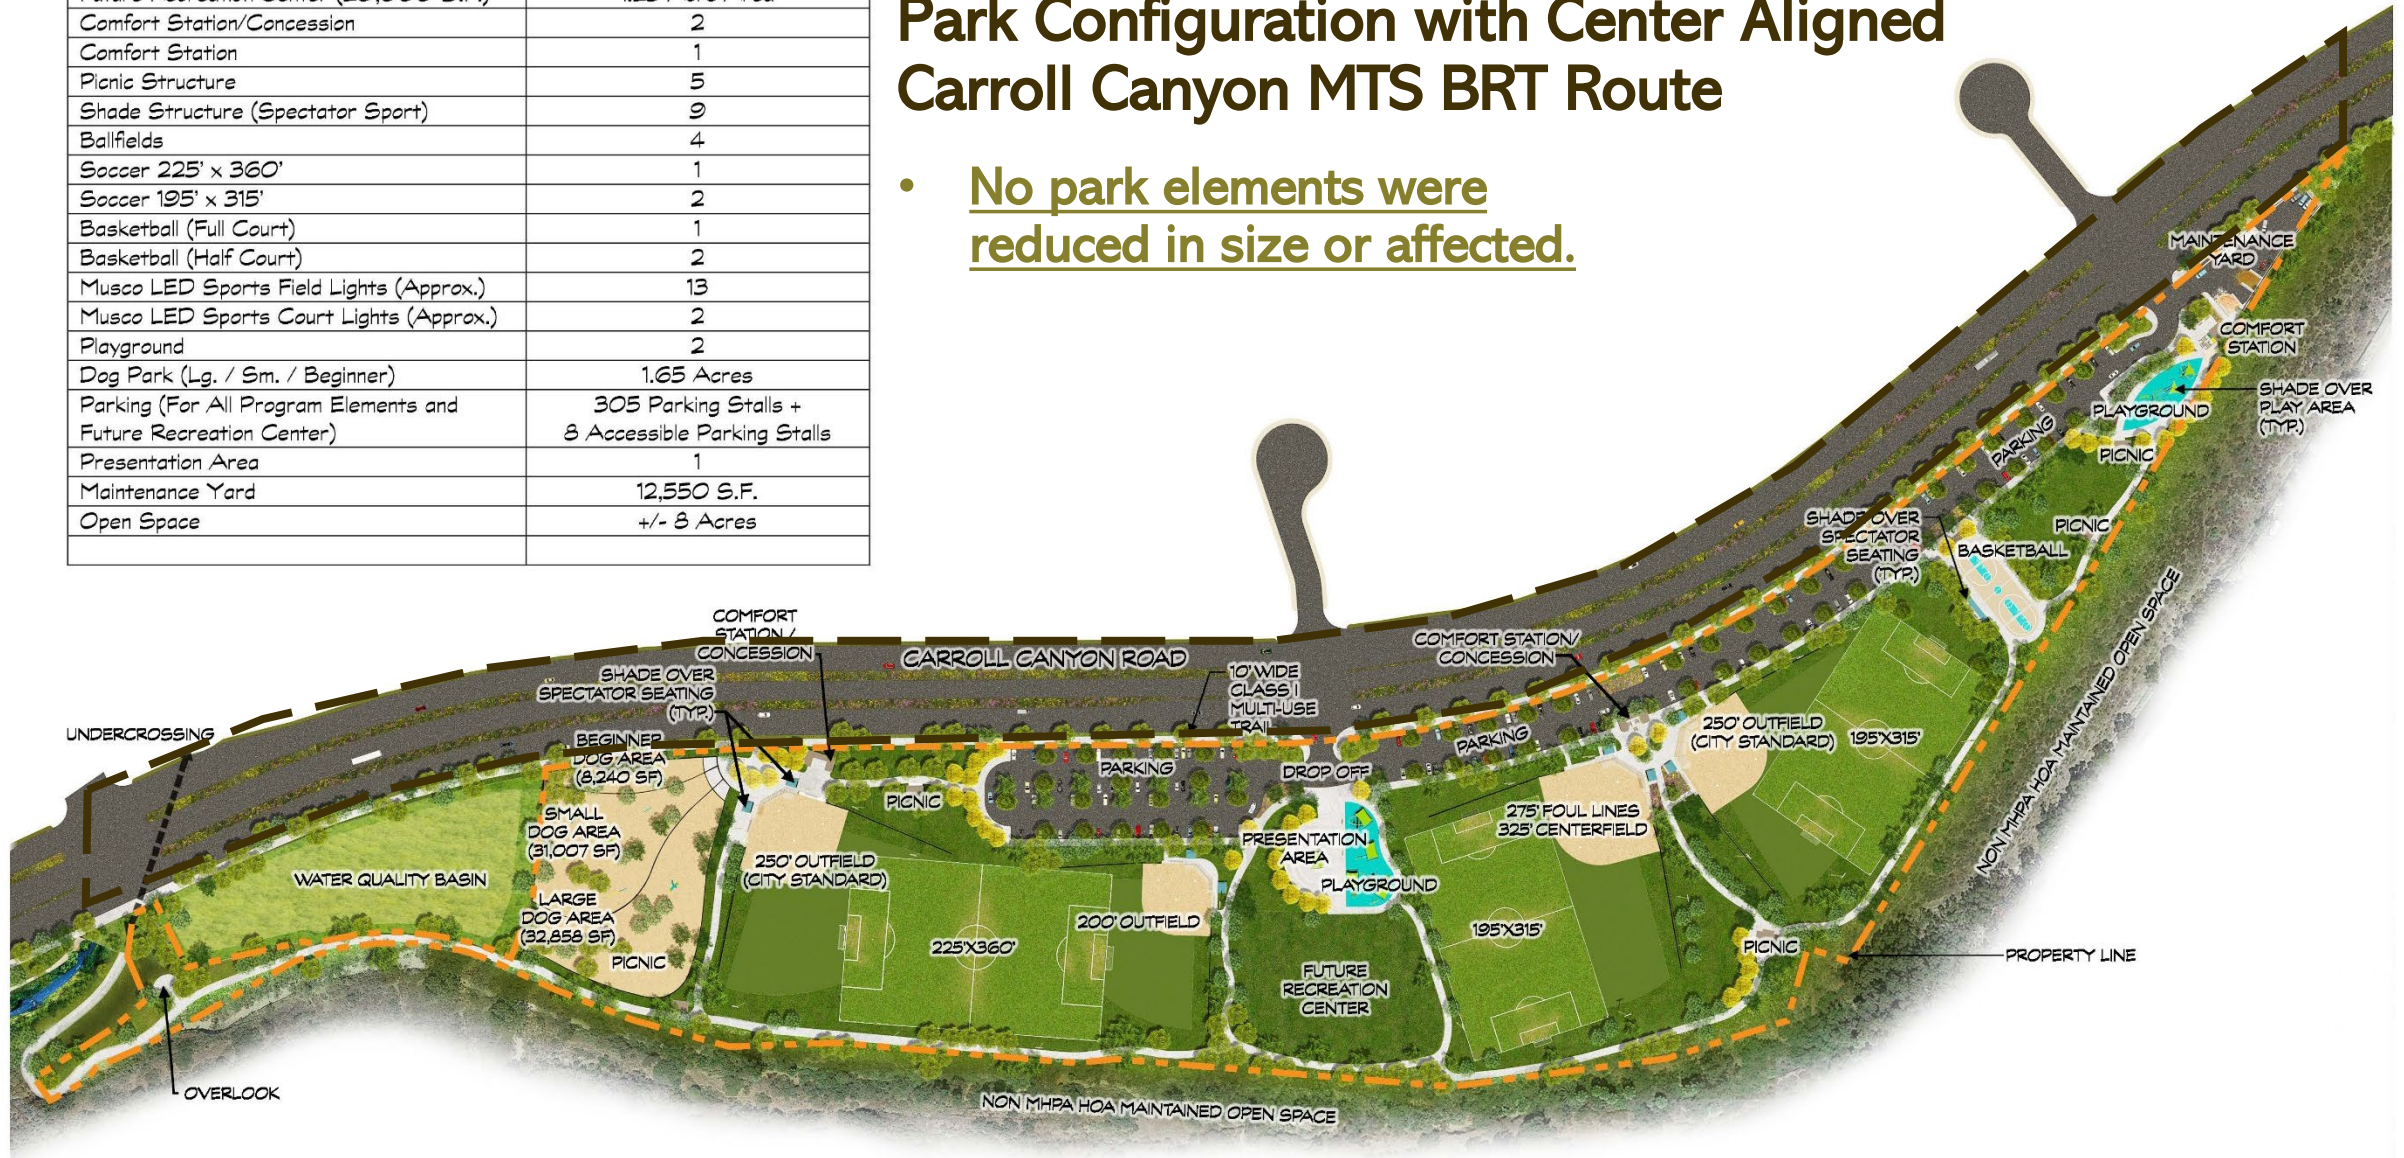 Comfort Station/Concession 2
Comfort Station 1
Picnic Structure 5
Shade Structure (Spectator Sport) 9
Ballfields 4
Soccer 225' x 360' 1
Soccer 195' x 315' 2
Basketball (Full Court) 1
Basketball (Half Court) 2
Musco LED Sports Field Lights (Approx.) 13
Musco LED Sports Court Lights (Approx.) 2
Playground 2
Dog Park (Lg. / Sm. / Beginner) 1.65 Acres
Parking (For All Program Elements and
Future Recreation Center)
305 Parking Stalls +
8 Accessible Parking Stalls
Presentation Area 1
Maintenance Yard 12,550 S.F.
Open Space +/- 8 Acres
Park Configuration with Center Aligned
Carroll Canyon MTS BRT Route
• No park elements were
reduced in size or affected.
MAINTENANCE
YARD
COMFORT
STATION
SHADE OVER
PLAY AREA
(TYP.)
PLAYGROUND
PARKING
PICNIC
SHADE OVER
SPECTATOR
SEATING
(TYP.)
PICNIC
BASKETBALL
NON MHPA HOA MAINTAINED OPEN SPACE
COMFORT
STATION /
CONCESSION
CARROLL CANYON ROAD
SHADE OVER
SPECTATOR SEATING
(TYP.)
10' WIDE
CLASS 1
MULTI-USE
TRAIL
COMFORT STATION/
CONCESSION
UNDERCROSSING
BEGINNER
DOG AREA
(8,240 SF)
PARKING
DROP OFF
PARKING
250' OUTFIELD
(CITY STANDARD)
195'X315'
PICNIC
SMALL
DOG AREA
(31,007 SF)
275' FOUL LINES
325' CENTERFIELD
PRESENTATION
AREA
250' OUTFIELD
(CITY STANDARD)
WATER QUALITY BASIN
PLAYGROUND
LARGE
DOG AREA
(32,858 SF)
200' OUTFIELD
195'X315'
225'X360'
PICNIC
PICNIC
PROPERTY LINE
FUTURE
RECREATION
CENTER
OVERLOOK
NON MHPA HOA MAINTAINED OPEN SPACE